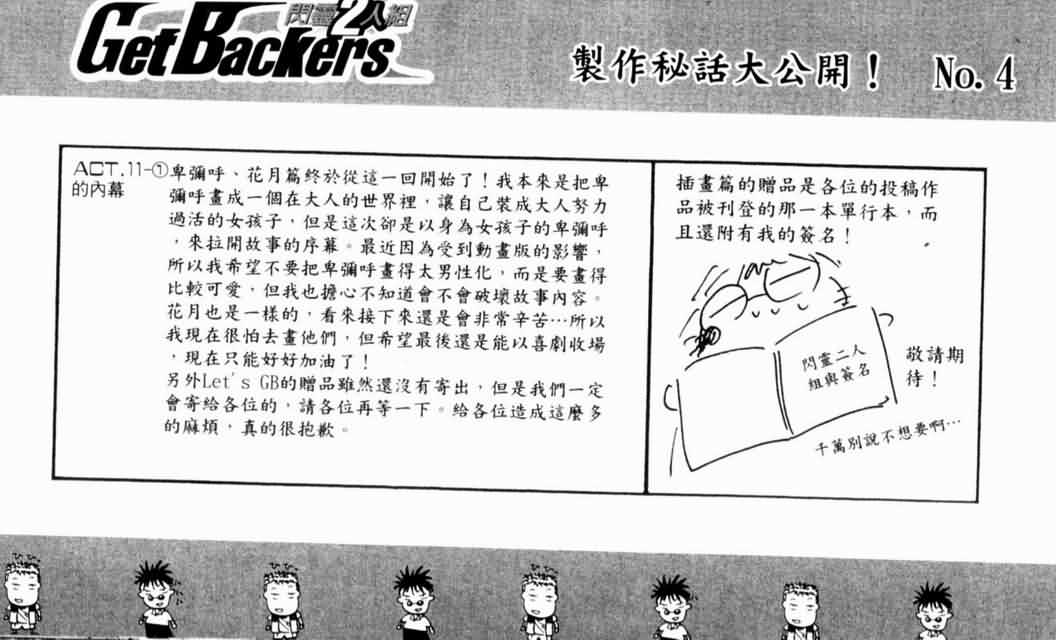 閃靈2人組
GetBackers
製作秘話大公開! No.4
ACT.11-①
的內幕
卑彌呼、花月篇終於從這一回開始了!我本來是把卑
彌呼畫成一個在大人的世界裡,讓自己裝成大人努力
過活的女孩子,但是這次卻是以身為女孩子的卑彌呼
,來拉開故事的序幕。最近因為受到動畫版的影響,
所以我希望不要把卑彌呼畫得太男性化,而是要畫得
比較可愛,但我也擔心不知道會不會破壞故事內容。
花月也是一樣的,看來接下來還是會非常辛苦…所以
我現在很怕去畫他們,但希望最後還是能以喜劇收場
,現在只能好好加油了!
另外Let's GB的贈品雖然還沒有寄出,但是我們一定
會寄給各位的,請各位再等一下。給各位造成這麼多
的麻煩,真的很抱歉。
插畫篇的贈品是各位的投稿作
品被刊登的那一本單行本,而
且還附有我的簽名!
閃靈二人
組與簽名
敬請期
待!
千萬別說不想要啊…